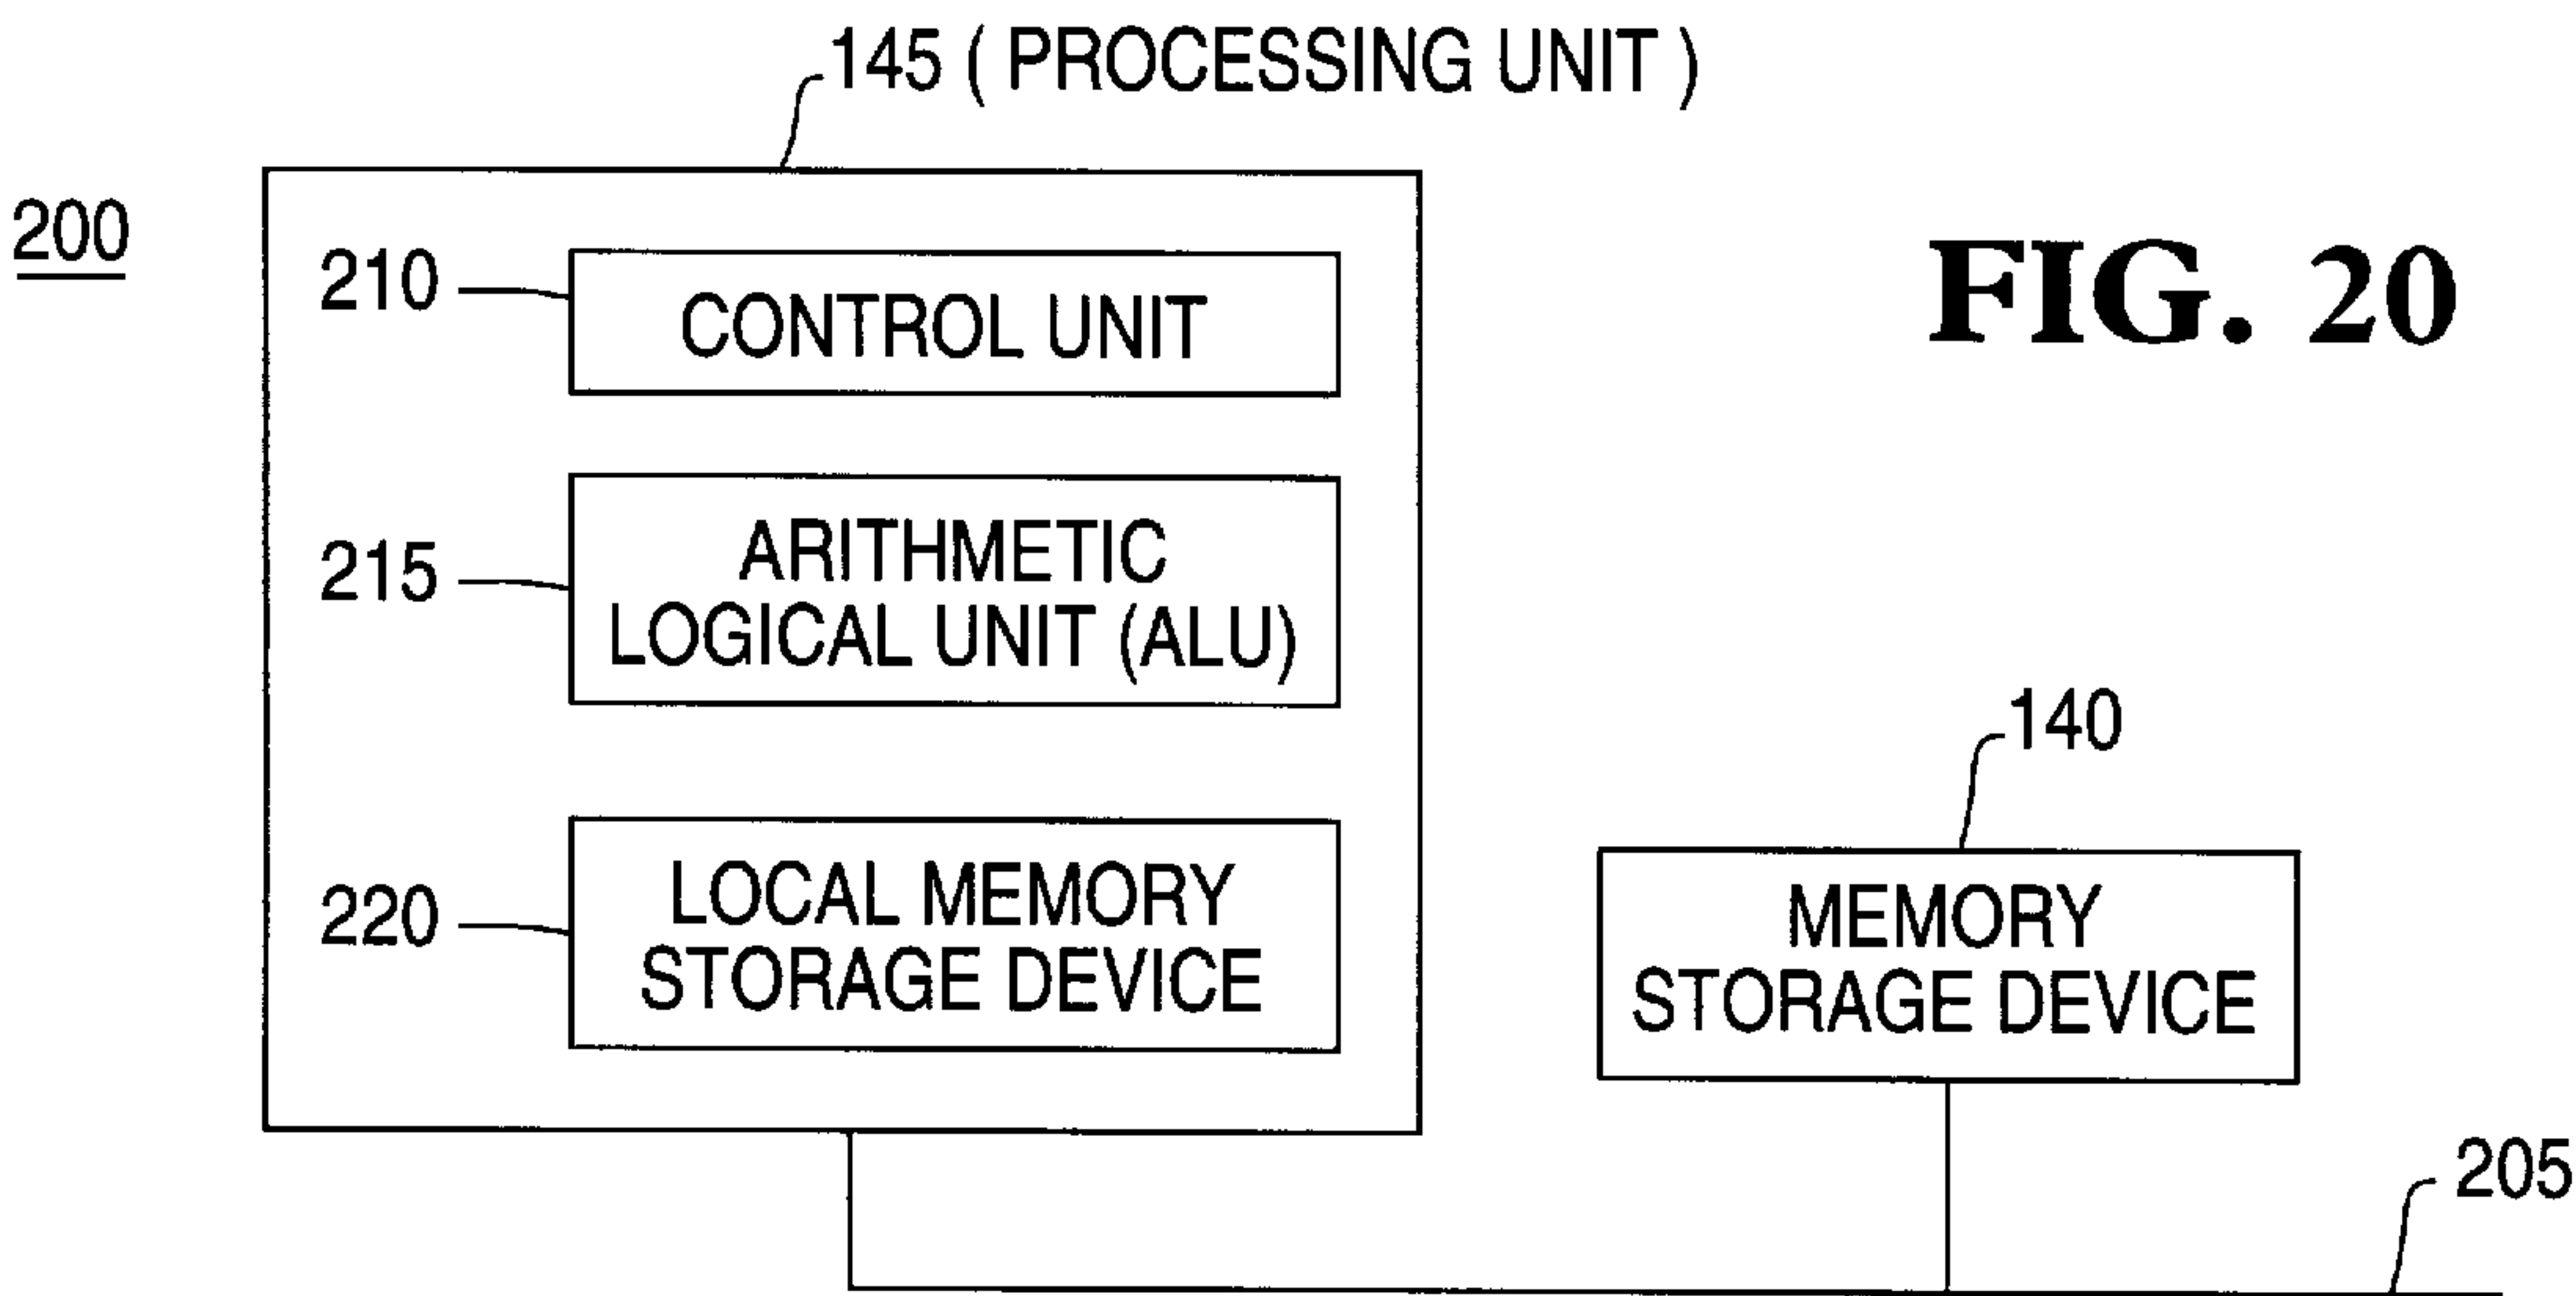 145 ( PROCESSING UNIT )
200
FIG. 20
210
CONTROL UNIT
215
ARITHMETIC
LOGICAL UNIT (ALU)
140
220
LOCAL MEMORY
STORAGE DEVICE
MEMORY
STORAGE DEVICE
205